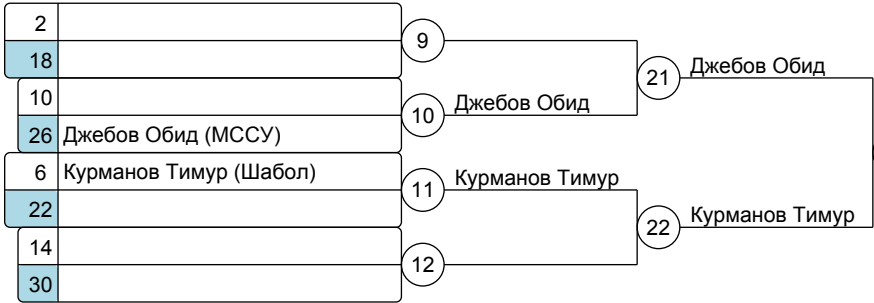 2
18
9
10
26 Джебов Обид (МССУ)
10 Джебов Обид
21 Джебов Обид
6 Курманов Тимур (Шабол)
22
11 Курманов Тимур
14
30
12
22 Курманов Тимур